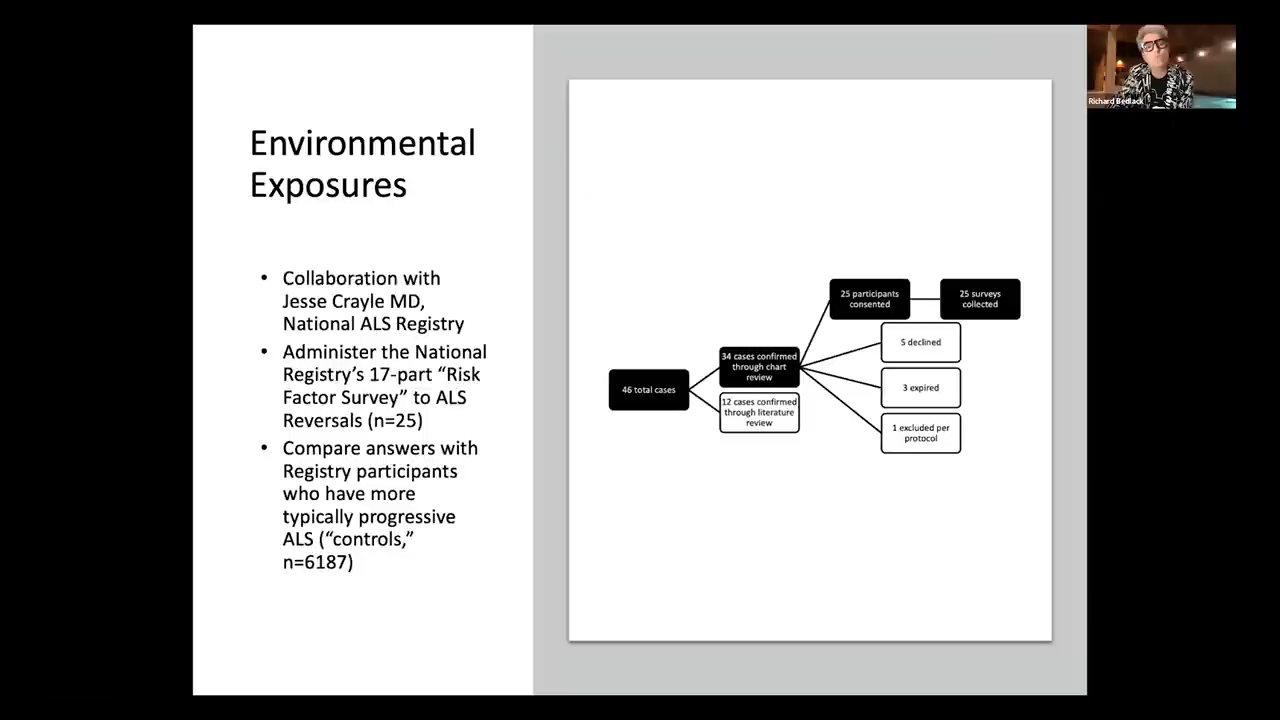 Environmental
Exposures
• Collaboration with
Jesse Crayle MD,
National ALS Registry
• Administer the National
Registry's 17-part “Risk
Factor Survey” to ALS
Reversals (n=25)
• Compare answers with
Registry participants
who have more
typically progressive
ALS (“controls,”
n=6187)
46 total cases
34 cases confirmed
through chart
review
12 cases confirmed
through literature
review
25 participants
consented
25 surveys
collected
5 declined
3 expired
1 excluded per
protocol
Richard Bedlack